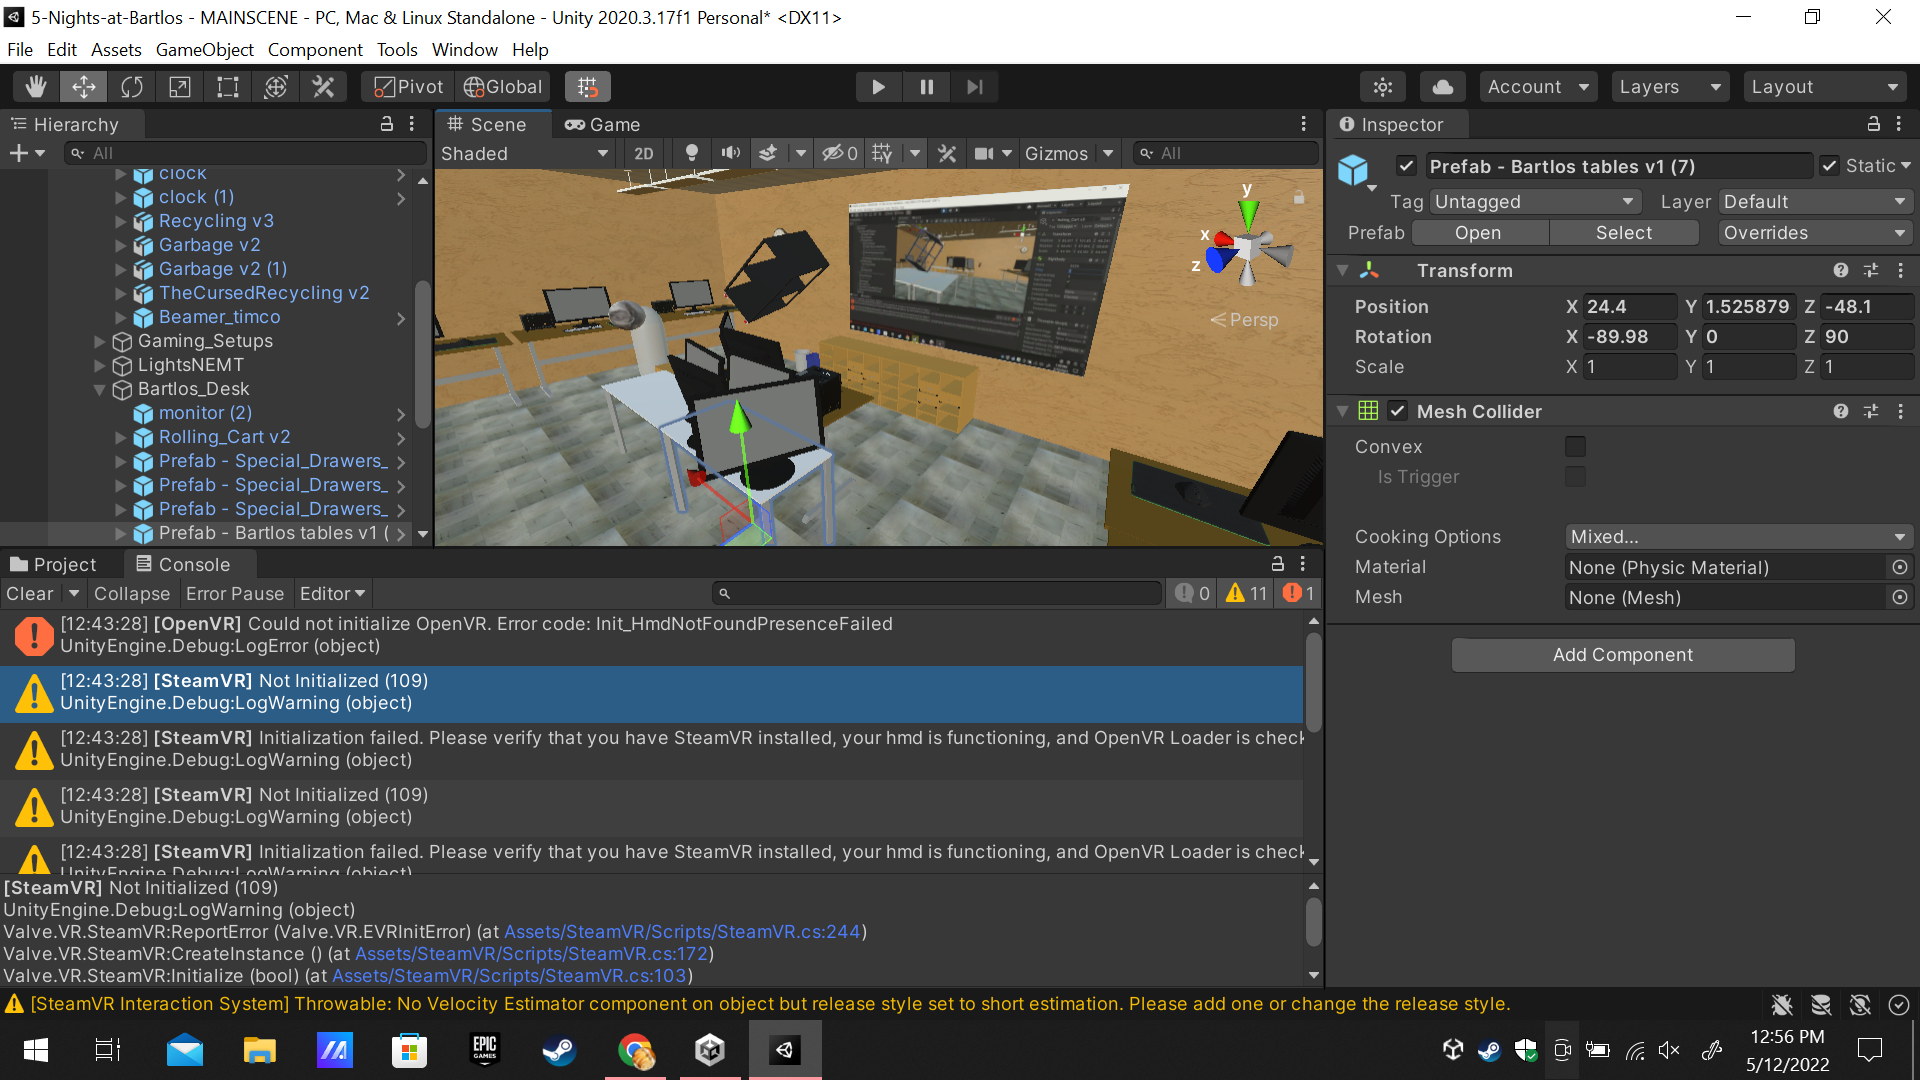 5-Nights-at-Bartlos - MAINSCENE - PC, Mac & Linux Standalone - Unity 2020.3.17f1 Personal* <DX11>
File Edit Assets GameObject Component Tools Window Help
Pivot Global Account Layers Layout
Hierarchy
All
clock
clock (1)
Recycling v3
Garbage v2
Garbage v2 (1)
TheCursedRecycling v2
Beamer_timco
Gaming_Setups
LightsNEMT
Bartlos_Desk
monitor (2)
Rolling_Cart v2
Prefab - Special_Drawers_
Prefab - Special_Drawers_
Prefab - Special_Drawers_
Prefab - Bartlos tables v1 (
Scene Game
Shaded 2D 0 Gizmos All
y
x
z
Persp
Inspector
Prefab - Bartlos tables v1 (7) Static
Tag Untagged Layer Default
Prefab Open Select Overrides
Transform
Position X 24.4 Y 1.525879 Z -48.1
Rotation X -89.98 Y 0 Z 90
Scale X 1 Y 1 Z 1
Mesh Collider
Convex
Is Trigger
Cooking Options Mixed...
Material None (Physic Material)
Mesh None (Mesh)
Add Component
Project Console
Clear Collapse Error Pause Editor 0 11 1
[12:43:28] [OpenVR] Could not initialize OpenVR. Error code: Init_HmdNotFoundPresenceFailed
UnityEngine.Debug:LogError (object)
[12:43:28] [SteamVR] Not Initialized (109)
UnityEngine.Debug:LogWarning (object)
[12:43:28] [SteamVR] Initialization failed. Please verify that you have SteamVR installed, your hmd is functioning, and OpenVR Loader is check
UnityEngine.Debug:LogWarning (object)
[12:43:28] [SteamVR] Not Initialized (109)
UnityEngine.Debug:LogWarning (object)
[12:43:28] [SteamVR] Initialization failed. Please verify that you have SteamVR installed, your hmd is functioning, and OpenVR Loader is check
UnityEngine.Debug:LogWarning (object)
[SteamVR] Not Initialized (109)
UnityEngine.Debug:LogWarning (object)
Valve.VR.SteamVR:ReportError (Valve.VR.EVRInitError) (at Assets/SteamVR/Scripts/SteamVR.cs:244)
Valve.VR.SteamVR:CreateInstance () (at Assets/SteamVR/Scripts/SteamVR.cs:172)
Valve.VR.SteamVR:Initialize (bool) (at Assets/SteamVR/Scripts/SteamVR.cs:103)
[SteamVR Interaction System] Throwable: No Velocity Estimator component on object but release style set to short estimation. Please add one or change the release style.
EPIC
GAMES
12:56 PM
5/12/2022